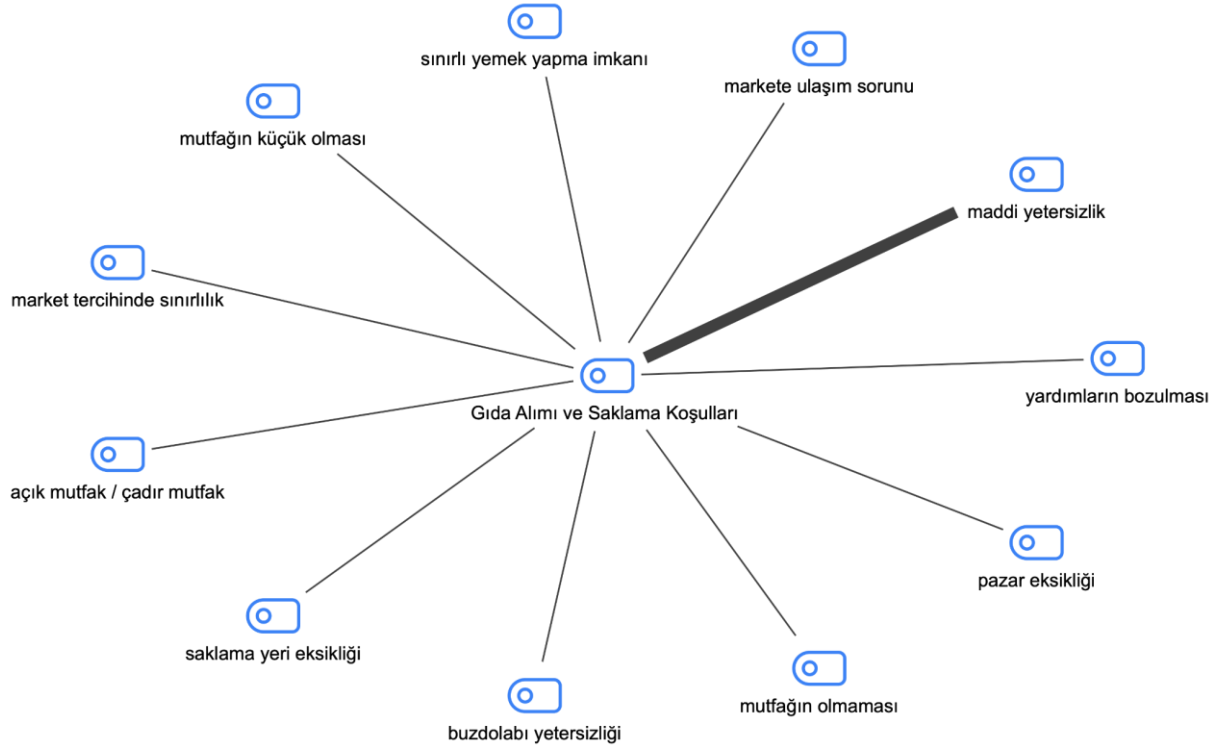 sınırlı yemek yapma imkanı
markete ulaşım sorunu
mutfağın küçük olması
maddi yetersizlik
market tercihinde sınırlılık
yardımların bozulması
Gıda Alımı ve Saklama Koşulları
açık mutfak / çadır mutfak
pazar eksikliği
saklama yeri eksikliği
mutfağın olmaması
buzdolabı yetersizliği